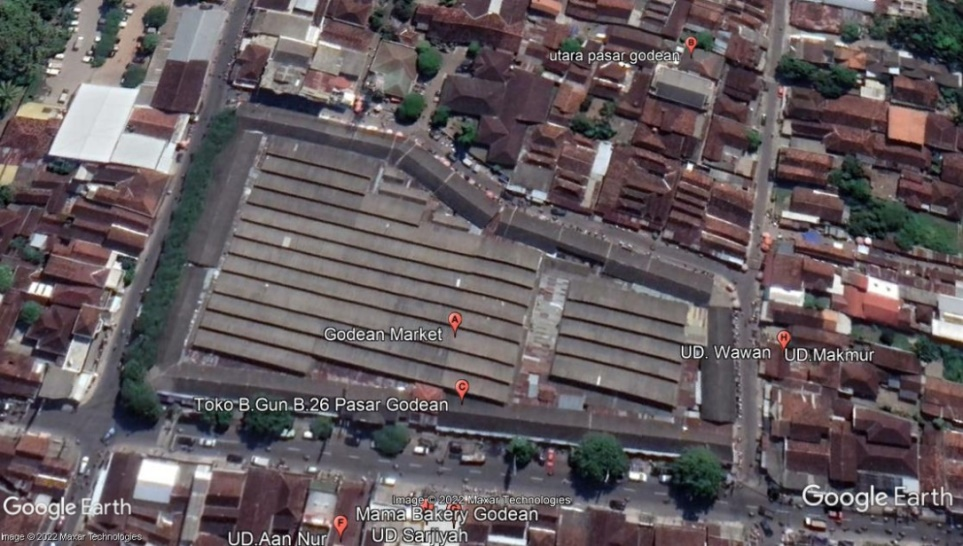 utara pasar godean
B
A
Godean Market
UD. Wawan
H
UD.Makmur
C
Toko B.Gun.B.26 Pasar Godean
Google Earth
Image © 2022 Maxar Technologies
Google Earth
Mama Bakery Godean
F
UD.Aan Nur
UD Sarjiyah
Image © 2022 Maxar Technologies